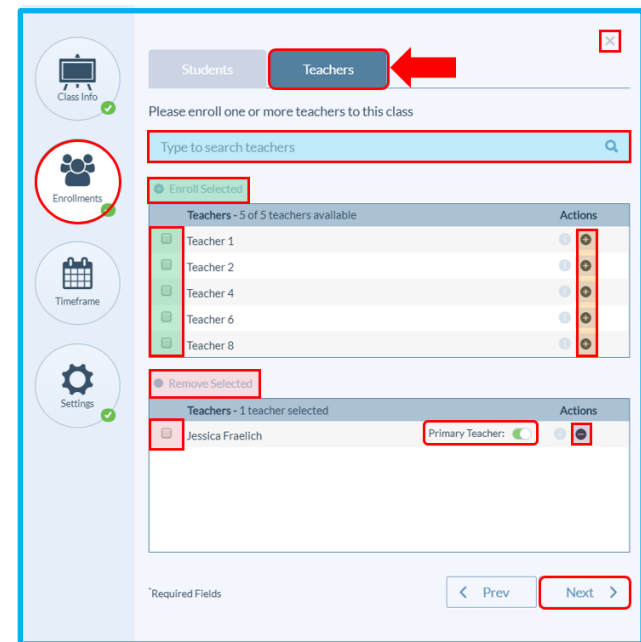 Class Info
Enrollments
Timeframe
Settings
Students
Teachers
Please enroll one or more teachers to this class
Type to search teachers
Enroll Selected
Teachers - 5 of 5 teachers available Actions
Teacher 1
Teacher 2
Teacher 4
Teacher 6
Teacher 8
Remove Selected
Teachers - 1 teacher selected Actions
Jessica Fraelich Primary Teacher:
*Required Fields
Prev
Next